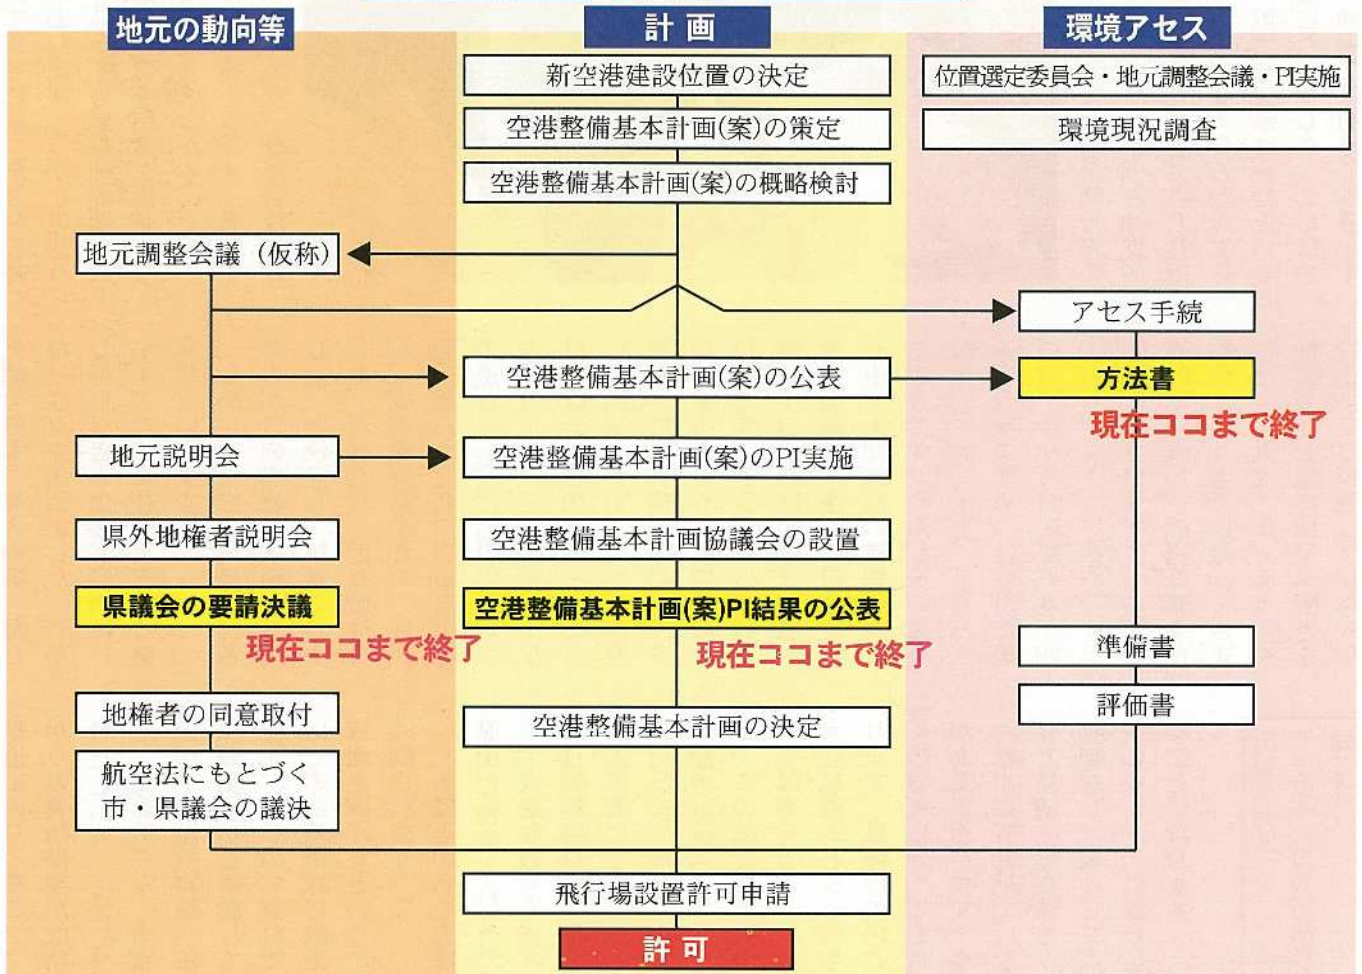 地元の動向等
計画
環境アセス
新空港建設位置の決定
位置選定委員会・地元調整会議・PI実施
空港整備基本計画(案)の策定
環境現況調査
空港整備基本計画(案)の概略検討
地元調整会議（仮称）
アセス手続
空港整備基本計画(案)の公表
方法書
現在ココまで終了
地元説明会
空港整備基本計画(案)のPI実施
県外地権者説明会
空港整備基本計画協議会の設置
県議会の要請決議
空港整備基本計画(案)PI結果の公表
現在ココまで終了
現在ココまで終了
準備書
評価書
地権者の同意取付
空港整備基本計画の決定
航空法にもとづく
市・県議会の議決
飛行場設置許可申請
許可